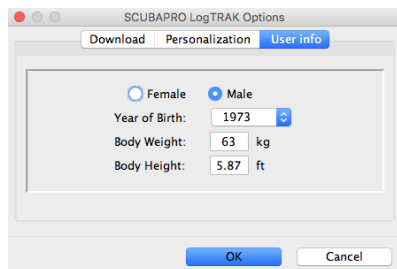 SCUBAPRO LogTRAK Options
Download Personalization User info
Female Male
Year of Birth: 1973
Body Weight: 63 kg
Body Height: 5.87 ft
OK Cancel